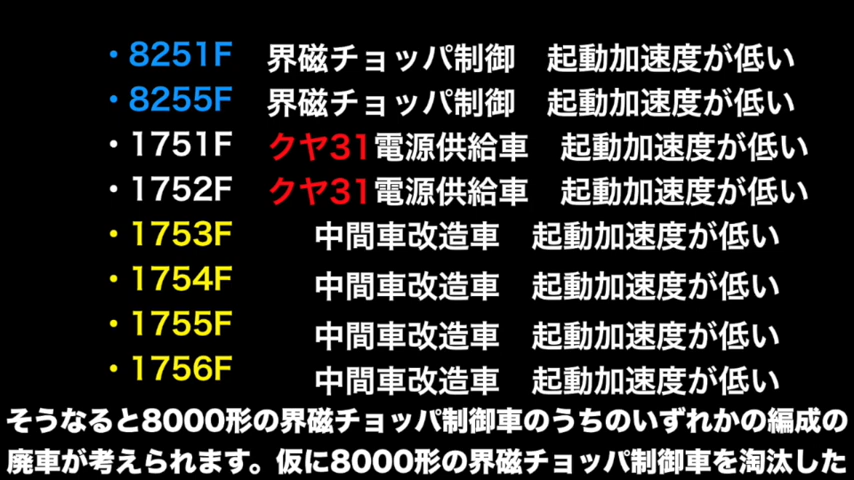 ・8251F 界磁チョッパ制御 起動加速度が低い
・8255F 界磁チョッパ制御 起動加速度が低い
・1751F クヤ31電源供給車 起動加速度が低い
・1752F クヤ31電源供給車 起動加速度が低い
・1753F 中間車改造車 起動加速度が低い
・1754F 中間車改造車 起動加速度が低い
・1755F 中間車改造車 起動加速度が低い
・1756F 中間車改造車 起動加速度が低い
そうなると8000形の界磁チョッパ制御車のうちのいずれかの編成の
廃車が考えられます。仮に8000形の界磁チョッパ制御車を淘汰した